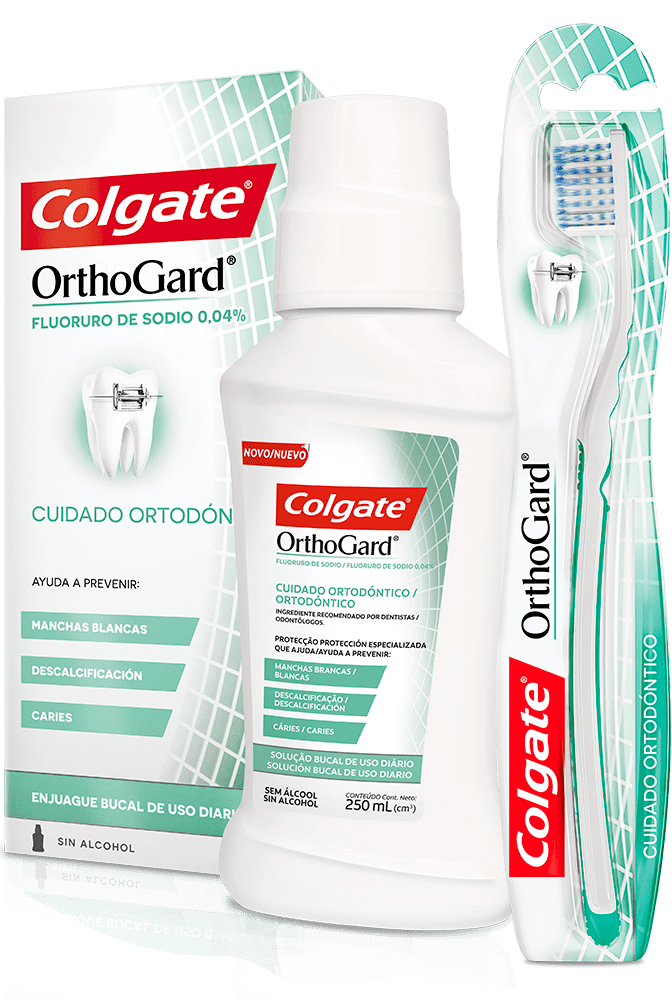 Colgate®
OrthoGard®
FLUORURO DE SODIO 0,04%
CUIDADO ORTODÓN
AYUDA A PREVENIR:
MANCHAS BLANCAS
DESCALCIFICACIÓN
CARIES
ENJUAGUE BUCAL DE USO DIARI
SIN ALCOHOL
NOVO/NUEVO
Colgate®
OrthoGard®
FLUORURO DE SODIO / FLUORURO DE SODIO 0,04%
CUIDADO ORTODÓNTICO /
ORTODÓNTICO
INGREDIENTE RECOMENDADO POR DENTISTAS /
ODONTÓLOGOS.
PROTECCÇÃO PROTECCIÓN ESPECIALIZADA
QUE AJUDA/AYUDA A PREVENIR:
MANCHAS BRANCAS /
BLANCAS
DESCALCIFICAÇÃO /
DESCALCIFICACIÓN
CÁRIES / CARIES
SOLUÇÃO BUCAL DE USO DIÁRIO
SOLUCIÓN BUCAL DE USO DIARIO
SEM ÁLCOOL
SIN ALCOHOL
CONTEÚDO Cont. Neto:
250 mL (cm³)
Colgate®
OrthoGard®
CUIDADO ORTODÓNTICO